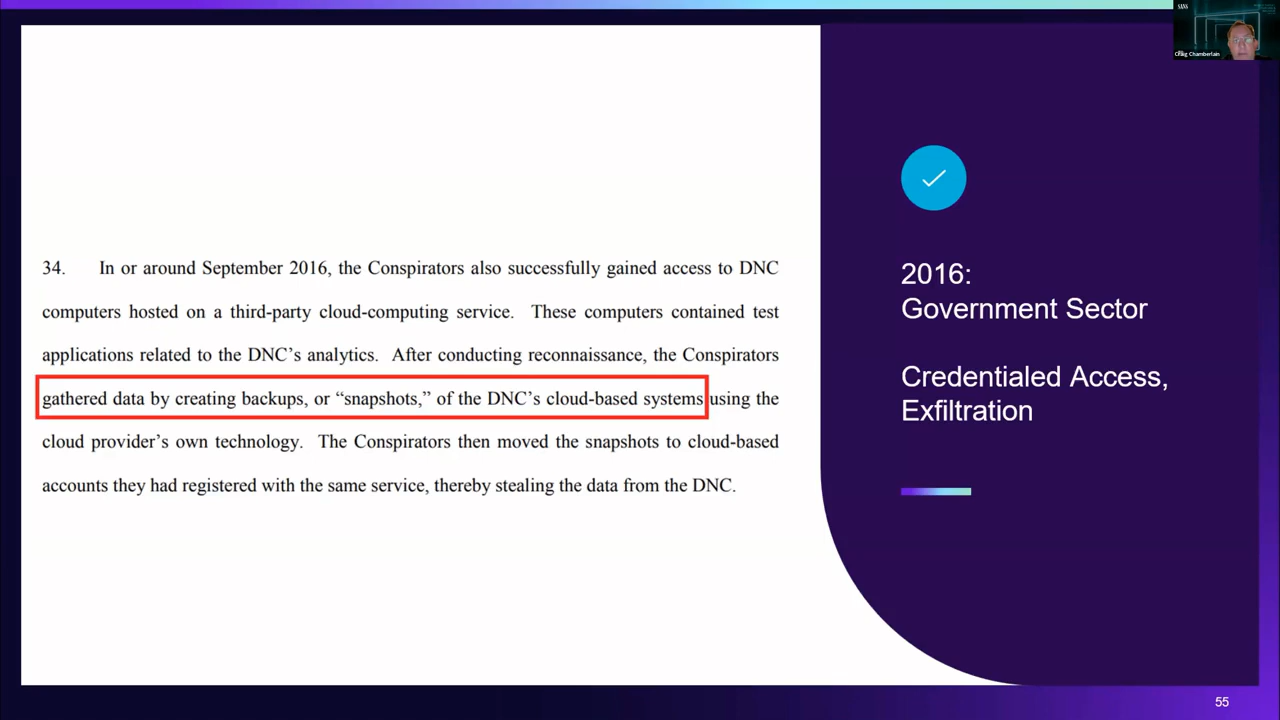 SANS
Craig Chamberlain
34. In or around September 2016, the Conspirators also successfully gained access to DNC
computers hosted on a third-party cloud-computing service. These computers contained test
applications related to the DNC’s analytics. After conducting reconnaissance, the Conspirators
gathered data by creating backups, or “snapshots,” of the DNC’s cloud-based systems using the
cloud provider’s own technology. The Conspirators then moved the snapshots to cloud-based
accounts they had registered with the same service, thereby stealing the data from the DNC.
2016:
Government Sector
Credentialed Access,
Exfiltration
55